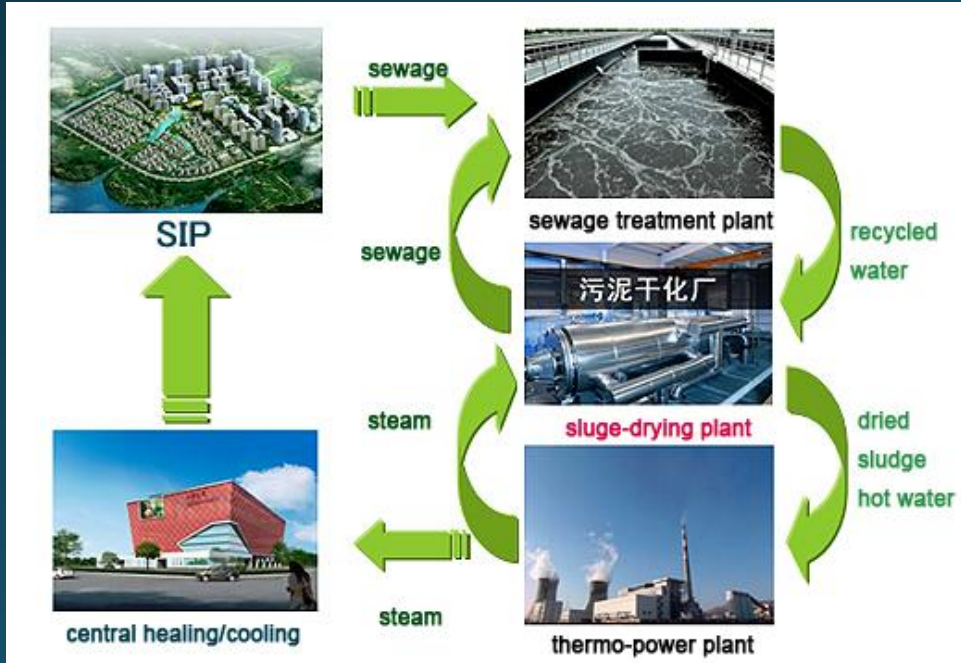 sewage
SIP
sewage treatment plant
sewage
recycled
water
污泥干化厂
steam
sluge-drying plant
dried
sludge
hot water
steam
central healing/cooling
thermo-power plant